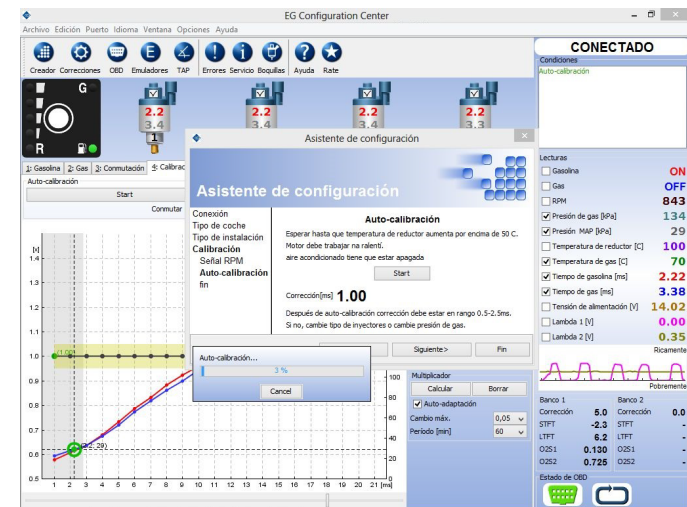 EG Configuration Center
Archivo Edición Puerto Idioma Ventana Opciones Ayuda
Creador Correcciones OBD Emuladores TAP Errores Servicio Boquillas Ayuda Rate
G
R
2.2 2.2 2.2 2.2
3.4 3.4 3.3 3.3
1
1: Gasolina 2: Gas 3: Conmutación 4: Calibrac
Auto-calibración
Start
Conmutar
Asistente de configuración
Asistente de configuración
Conexión
Tipo de coche
Tipo de instalación
Calibración
Señal RPM
Auto-calibración
fin
Auto-calibración
Esperar hasta que temperatura de reductor aumenta por encima de 50 C.
Motor debe trabajar na ralentí.
aire acondicionado tiene que estar apagada
Start
Corrección[ms] 1.00
Después de auto-calibración corrección debe estar en rango 0.5-2.5ms.
Si no, cambie tipo de inyectores o cambie presión de gas.
Siguiente> Fin
Auto-calibración...
3 %
Cancel
[k]
1.4
1.3
1.2
1.1
1.0
0.9
0.8
0.7
0.6
0.5
(1.00)
(2.2; 29)
100
80
60
40
20
0
1 2 3 4 5 6 7 8 9 10 11 12 13 14 15 16 17 18 19 20 21 [ms]
Multiplicador
Calcular Borrar
Auto-adaptación
Cambio máx. 0,05
Período [min] 60
CONECTADO
Condiciones
Auto-calibración
Lecturas
Gasolina ON
Gas OFF
RPM 843
Presión de gas [kPa] 134
Presión MAP [kPa] 29
Temperatura de reductor [C] 100
Temperatura de gas [C] 70
Tiempo de gasolina [ms] 2.22
Tiempo de gas [ms] 3.38
Tensión de alimentación [V] 14.02
Lambda 1 [V] 0.00
Lambda 2 [V] 0.35
Ricamente
Pobremente
Banco 1 Banco 2
Corrección 5.0 Corrección 0.0
STFT -2.3 STFT -
LTFT 6.2 LTFT -
O2S1 0.130 O2S1 -
O2S2 0.725 O2S2 -
Estado de OBD